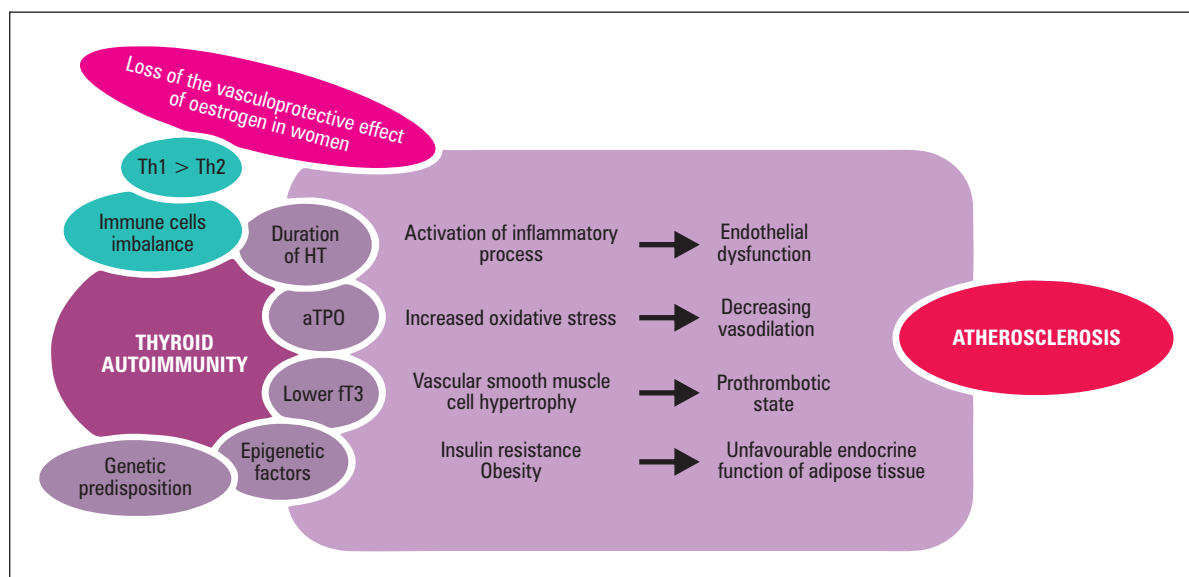 Loss of the vasculoprotective effect
of oestrogen in women
Th1 > Th2
Immune cells
imbalance
Duration
of HT
aTPO
Lower fT3
Epigenetic
factors
Genetic
predisposition
THYROID
AUTOIMMUNITY
Activation of inflammatory
process
Endothelial
dysfunction
Increased oxidative stress
Decreasing
vasodilation
Vascular smooth muscle
cell hypertrophy
Prothrombotic
state
Insulin resistance
Obesity
Unfavourable endocrine
function of adipose tissue
ATHEROSCLEROSIS